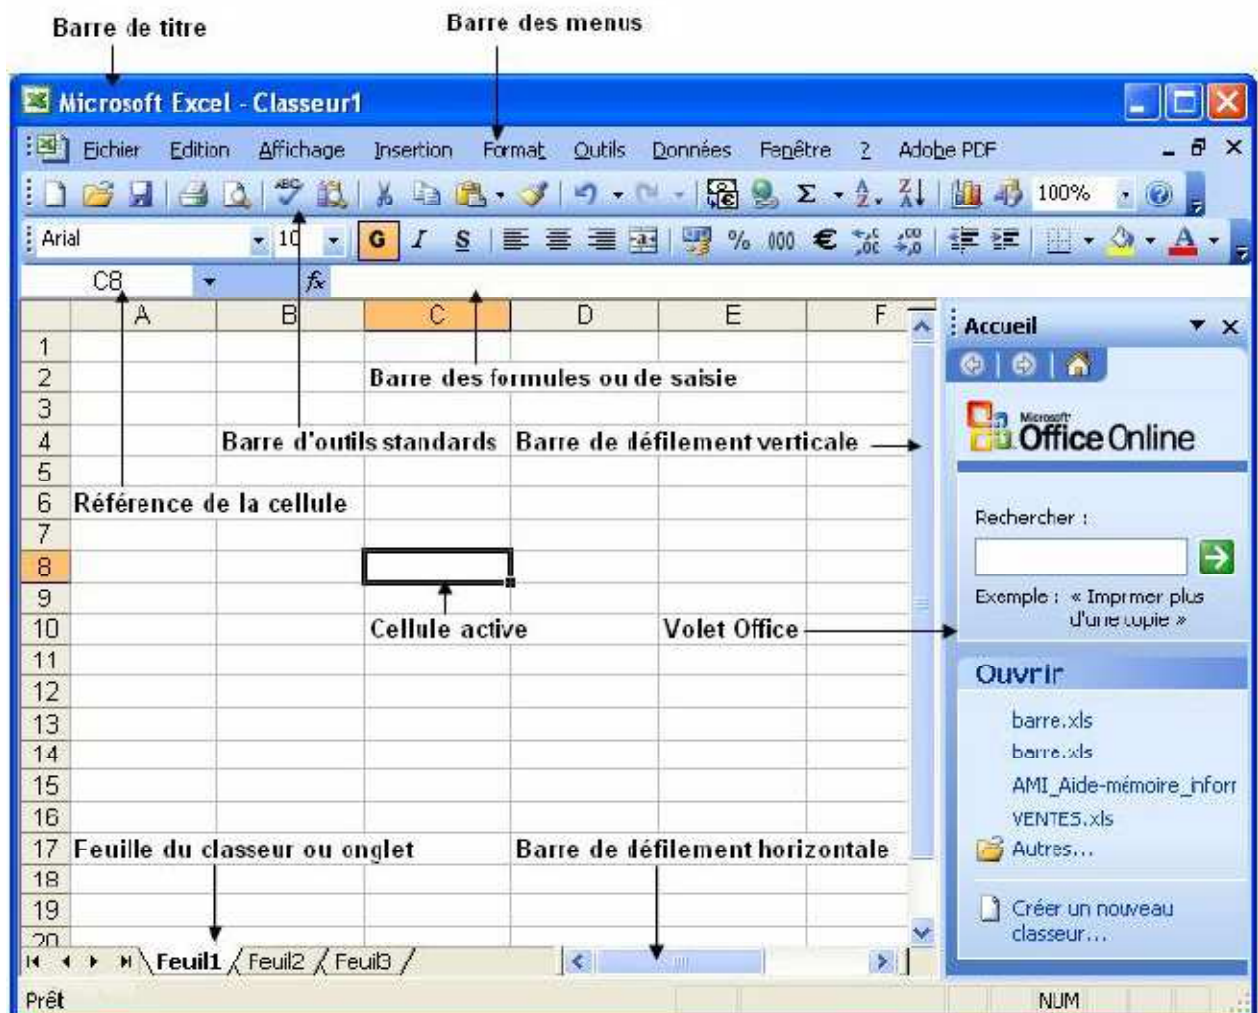 Barre de titre
Barre des menus
Microsoft Excel - Classeur1
Eichier Edition Affichage Insertion Format Outils Données Fenêtre ? Adobe PDF
ABC € Σ A Z Z A 100% ?
Arial 10 G I S a % 000 € ,00 ,0 A
C8 fx
A B C D E F
Accueil
1
2 Barre des formules ou de saisie
3
Microsoft
Office Online
4 Barre d'outils standards Barre de défilement verticale
5
6 Référence de la cellule
Rechercher :
7
8
9
Exemple : « Imprimer plus
d'une copie »
10 Cellule active Volet Office
11
Ouvrir
12
13 barre.xls
14 barre.xls
15 AMI_Aide-mémoire_inforr
16 VENTES.xls
17 Feuille du classeur ou onglet Barre de défilement horizontale Autres...
18
19 Créer un nouveau
classeur...
20
Feuil1 Feuil2 Feuil3
Prêt NUM